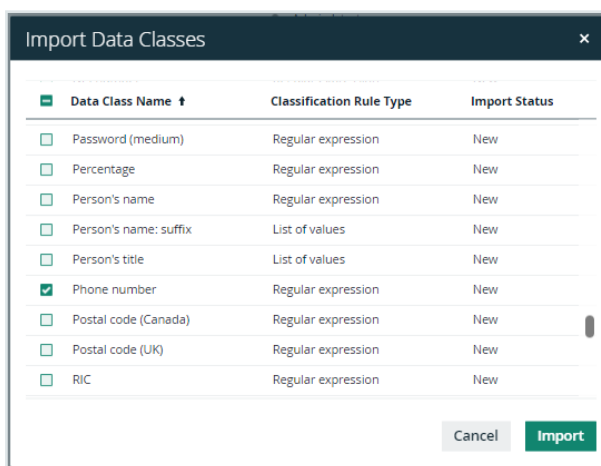 Import Data Classes ×
Data Class Name ↑ Classification Rule Type Import Status
Password (medium) Regular expression New
Percentage Regular expression New
Person's name Regular expression New
Person's name: suffix List of values New
Person's title List of values New
Phone number Regular expression New
Postal code (Canada) Regular expression New
Postal code (UK) Regular expression New
RIC Regular expression New
Cancel Import